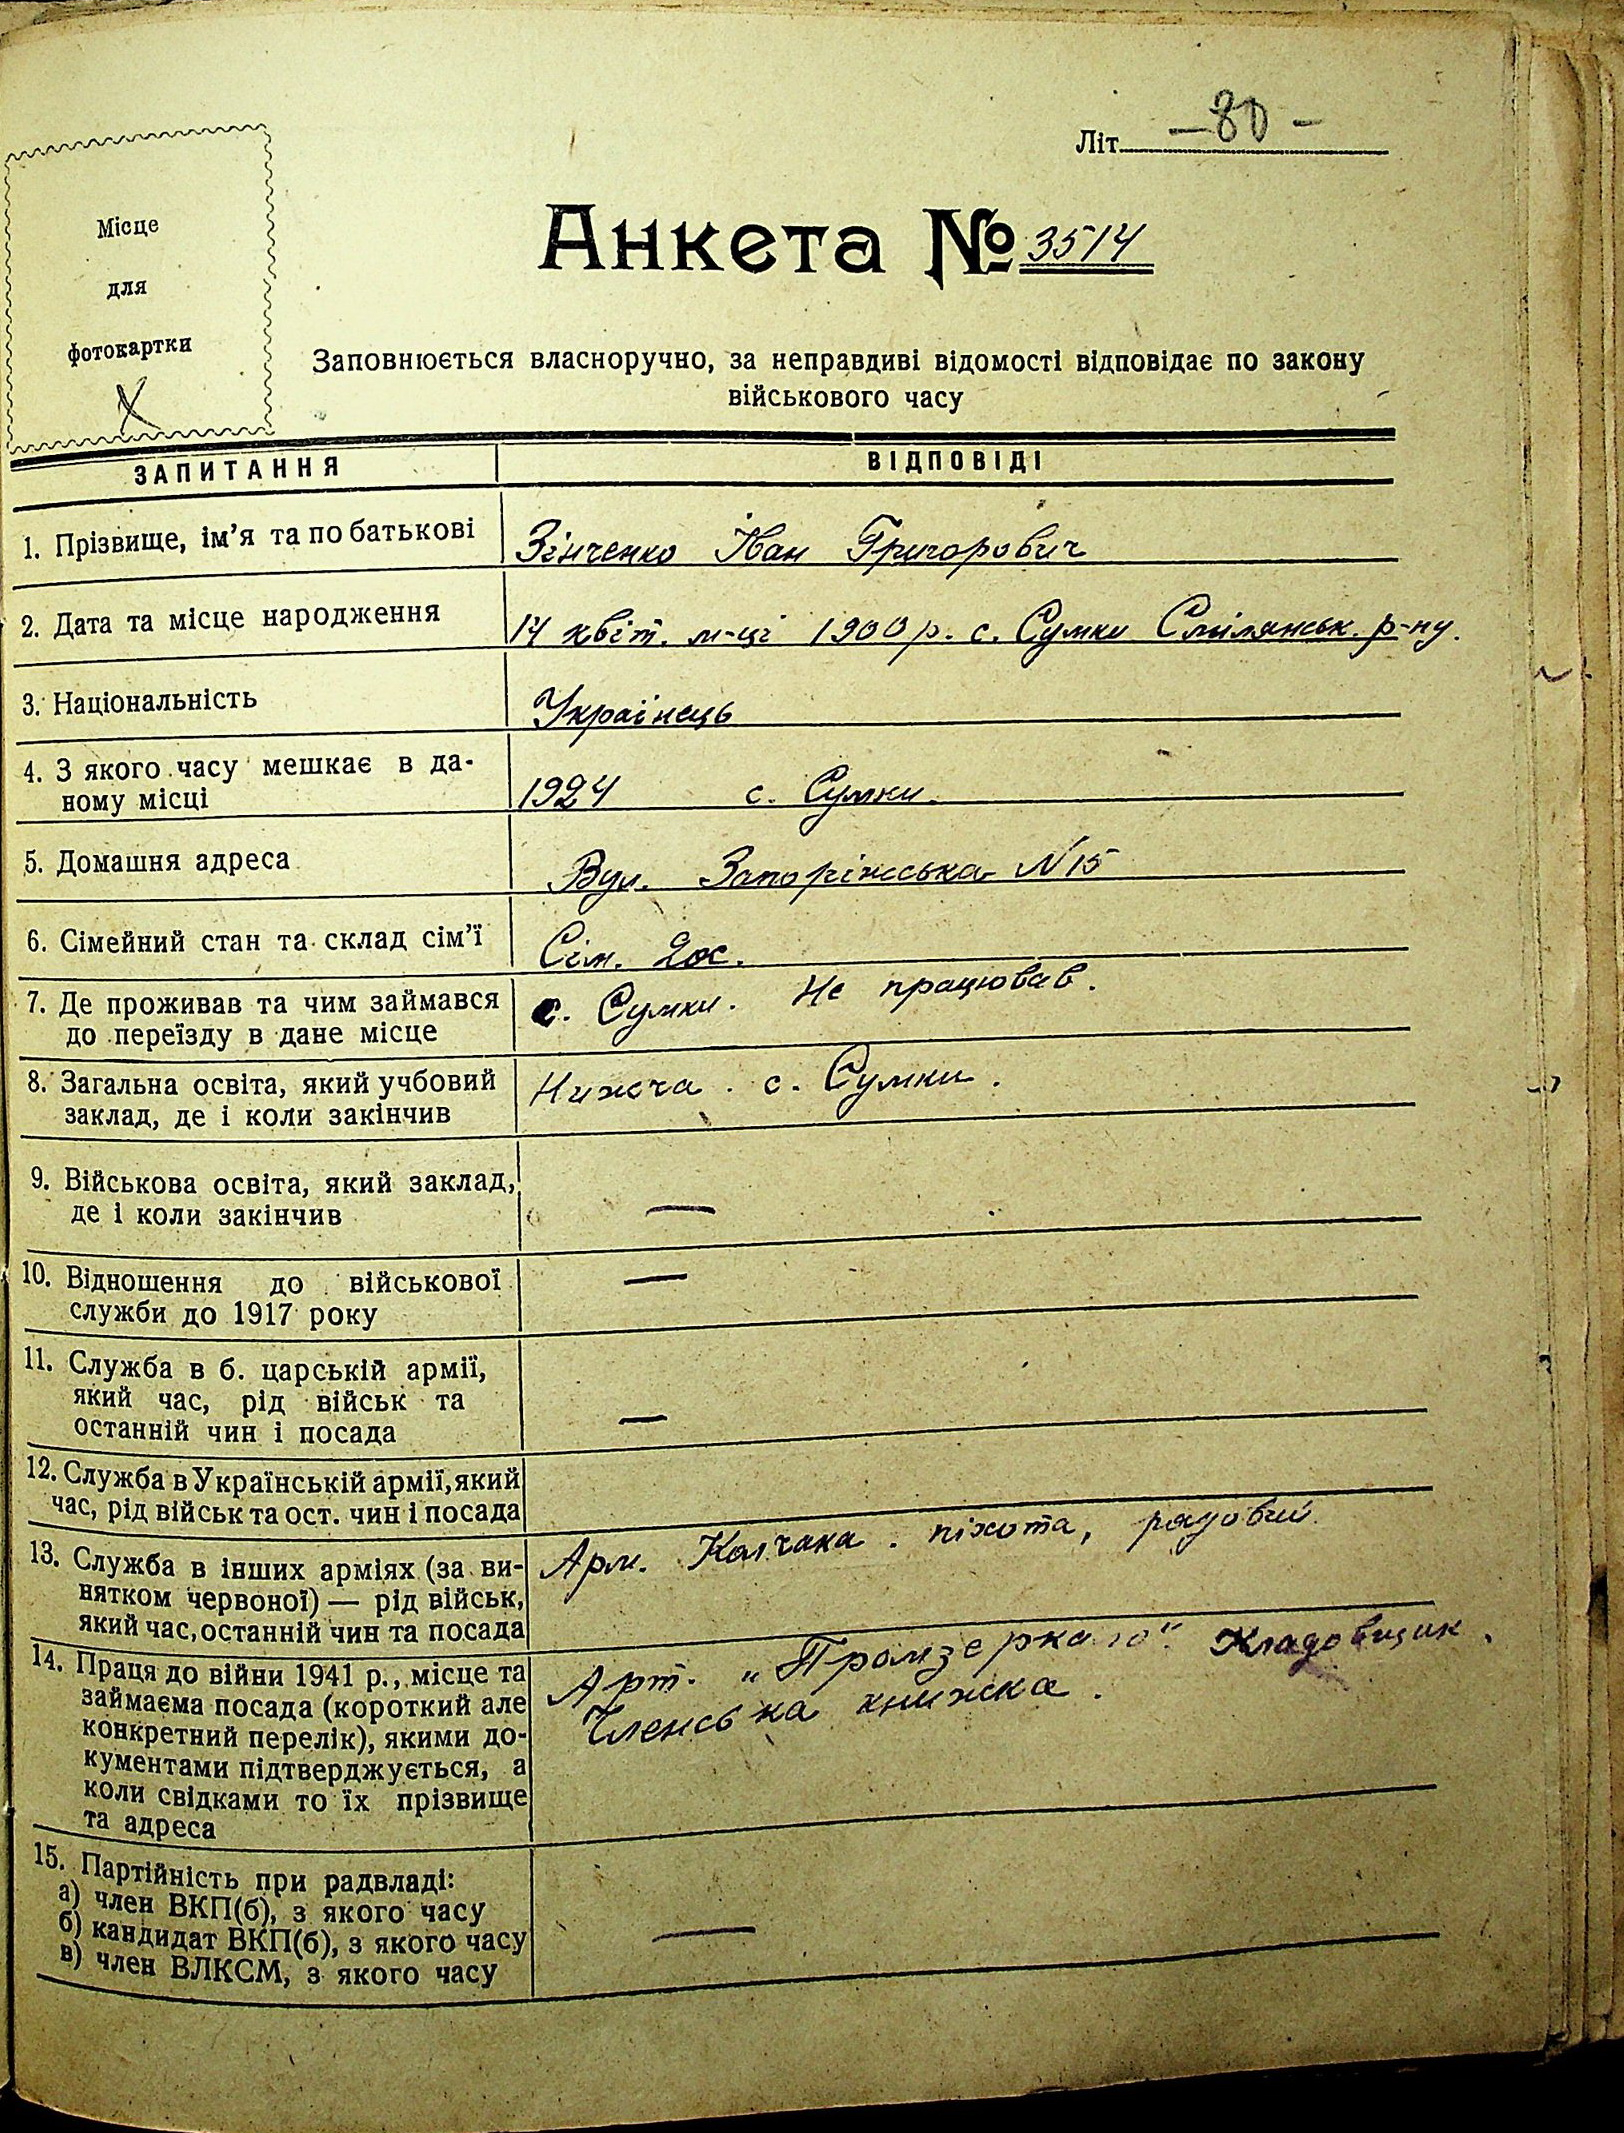 Літ. -80-
Місце
для
фотокартки
Х
Анкета № 3514
Заповнюється власноручно, за неправдиві відомості відповідає по закону
військового часу
ЗАПИТАННЯ ВІДПОВІДІ
1. Прізвище, ім'я та по батькові Зінченко Іван Григорович
2. Дата та місце народження 14 квіт. м-ці 1900 р. с. Сумки Смілянськ. р-ну.
3. Національність Українець
4. З якого часу мешкає в да-
ному місці 1924 с. Сумки.
5. Домашня адреса Вул. Запоріжська N 15
6. Сімейний стан та склад сім'ї Сім.
7. Де проживав та чим займався с. Сумки. Не працював.
до переїзду в дане місце
8. Загальна освіта, який учбовий Нижча. с. Сумки.
заклад, де і коли закінчив
9. Військова освіта, який заклад,
де і коли закінчив —
10. Відношення до військової —
служби до 1917 року
11. Служба в б. царській армії,
який час, рід військ та
останній чин і посада —
12. Служба в Українській армії, який
час, рід військ та ост. чин і посада
13. Служба в інших арміях (за ви- Арм. Колчака. піхота, рядовий.
нятком червоної) — рід військ,
який час, останній чин та посада
14. Праця до війни 1941 р., місце та Арт. „Промзеркало". Кладовщик.
займаєма посада (короткий але Членська книжка.
конкретний перелік), якими до-
кументами підтверджується, а
коли свідками то їх прізвище
та адреса
15. Партійність при радвладі:
а) член ВКП(б), з якого часу
б) кандидат ВКП(б), з якого часу —
в) член ВЛКСМ, з якого часу